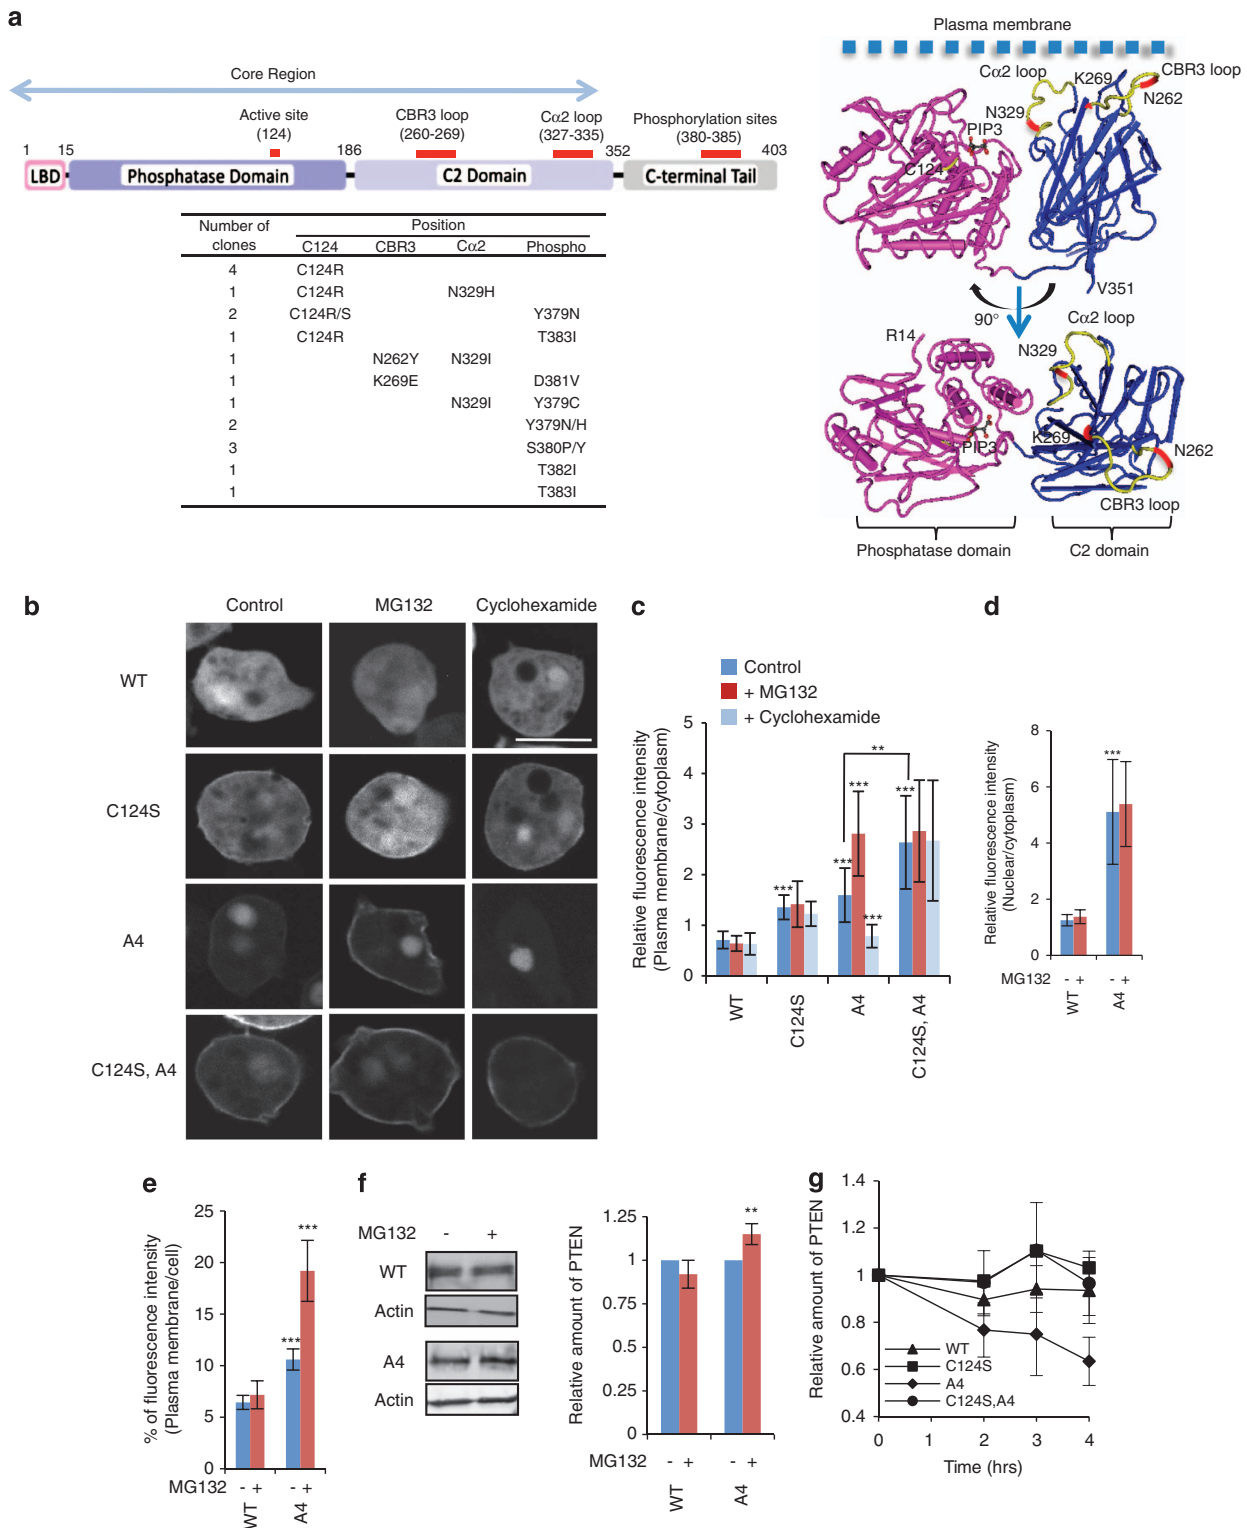 a
Core Region
Active site
(124)
CBR3 loop
(260-269)
Cα2 loop
(327-335)
Phosphorylation sites
(380-385)
1 15 186 352 403
LBD Phosphatase Domain C2 Domain C-terminal Tail
Number of clones Position
C124 CBR3 Cα2 Phospho
4 C124R
1 C124R N329H
2 C124R/S Y379N
1 C124R T383I
1 N262Y N329I
1 K269E D381V
1 N329I Y379C
2 Y379N/H
3 S380P/Y
1 T382I
1 T383I
Plasma membrane
Cα2 loop K269 CBR3 loop
N329 N262
PIP3
C124
V351
90°
Cα2 loop
R14
N329
K269
PIP3
N262
CBR3 loop
Phosphatase domain C2 domain
b
Control MG132 Cyclohexamide
WT
C124S
A4
C124S, A4
c
Control
+ MG132
+ Cyclohexamide
Relative fluorescence intensity
(Plasma membrane/cytoplasm)
5
4
3
2
1
0
**
*** *** *** *** ***
WT C124S A4 C124S, A4
d
Relative fluorescence intensity
(Nuclear/cytoplasm)
8
6
4
2
0
***
MG132 - + - +
WT A4
e
% of fluorescence intensity
(Plasma membrane/cell)
25
20
15
10
5
0
***
***
MG132 - + - +
WT A4
f
MG132 - +
WT
Actin
A4
Actin
Relative amount of PTEN
1.25
1
0.75
0.5
0.25
0
**
MG132 - + - +
WT A4
g
Relative amount of PTEN
1.4
1.2
1
0.8
0.6
0.4
WT
C124S
A4
C124S,A4
0 1 2 3 4
Time (hrs)